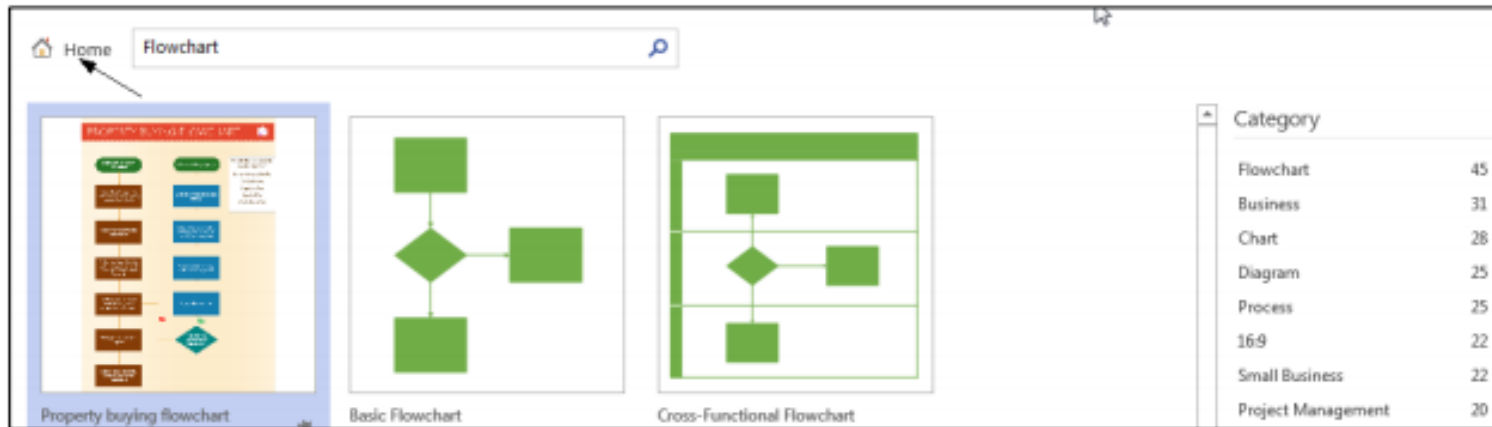 Home
Flowchart
PROPERTY BUYING FLOWCHART
Property buying flowchart
Basic Flowchart
Cross-Functional Flowchart
Category
Flowchart 45
Business 31
Chart 28
Diagram 25
Process 25
16:9 22
Small Business 22
Project Management 20